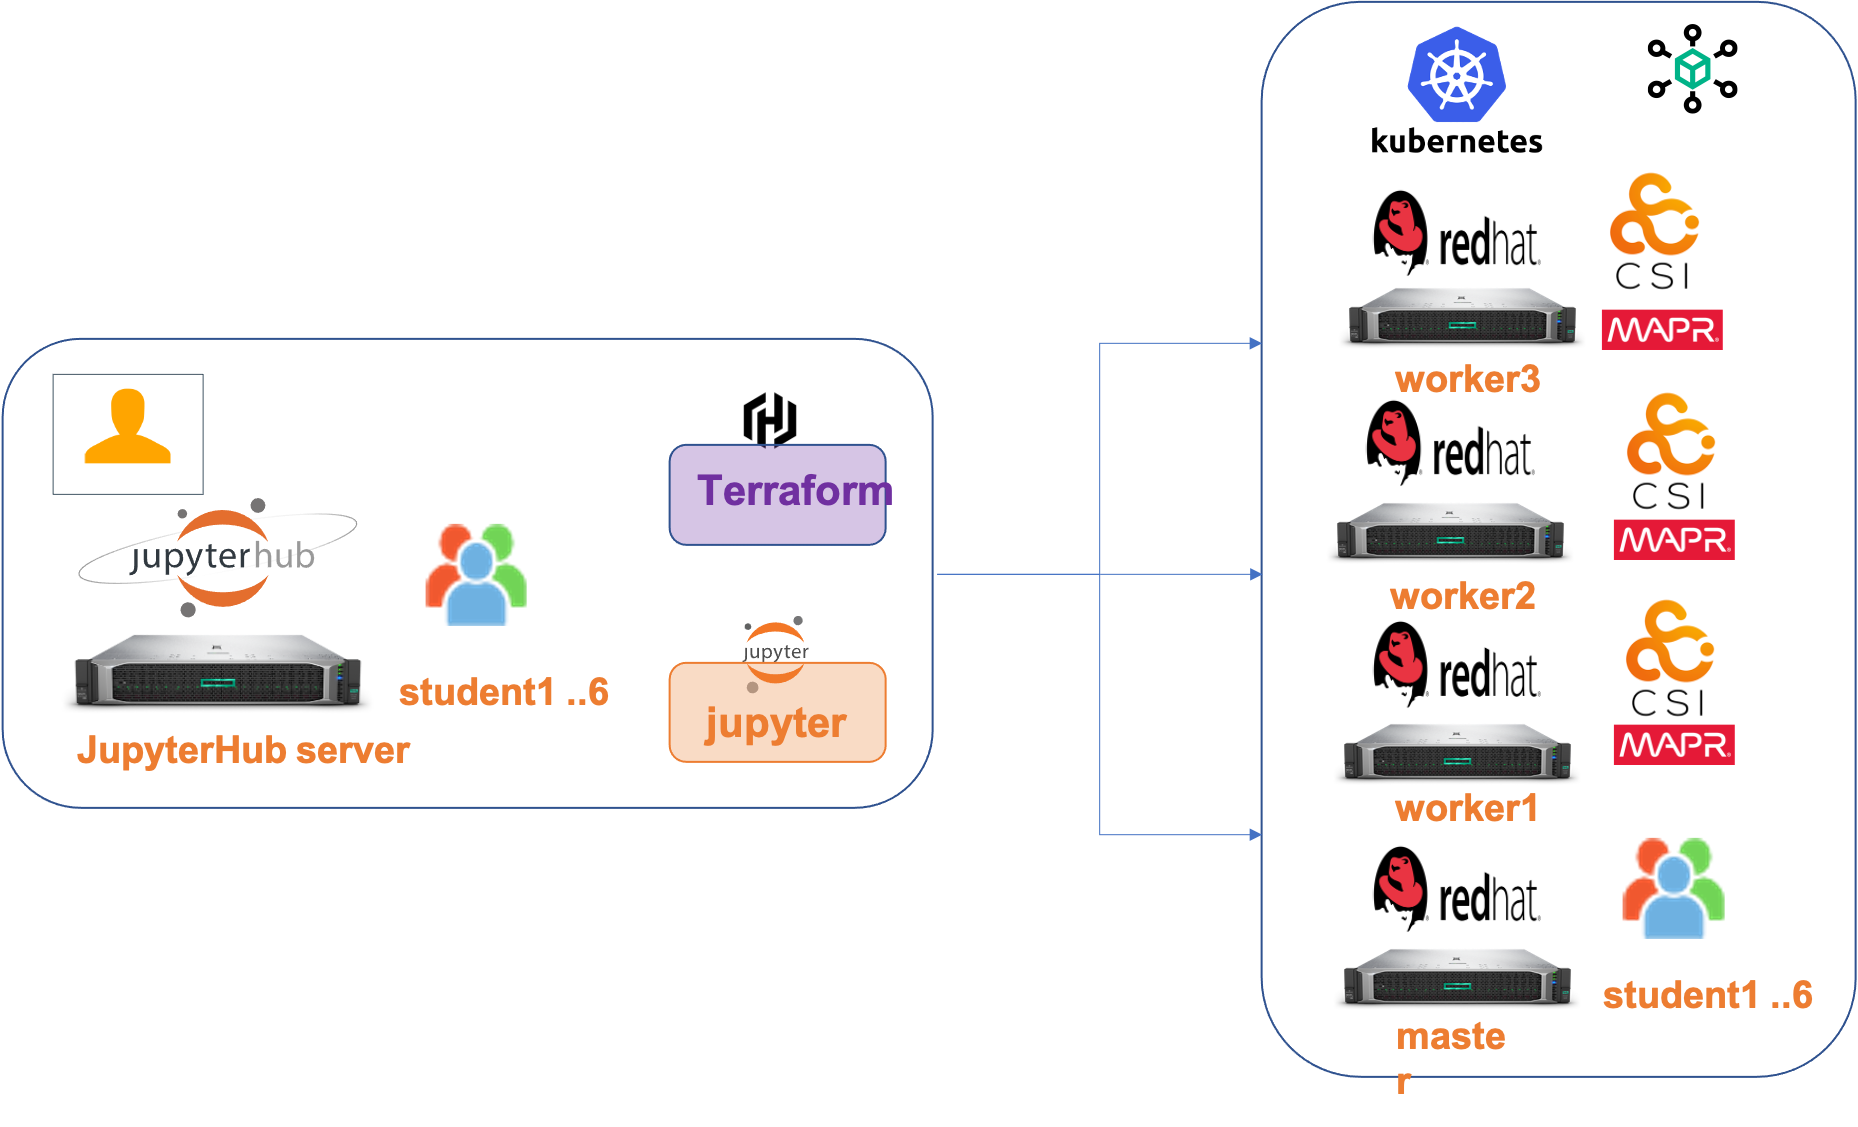 jupyterhub
student1 ..6
JupyterHub server
Terraform
jupyter
jupyter
kubernetes
redhat.
CSI
MAPR.
worker3
redhat.
CSI
MAPR.
worker2
redhat.
CSI
MAPR.
worker1
redhat.
student1 ..6
maste
r